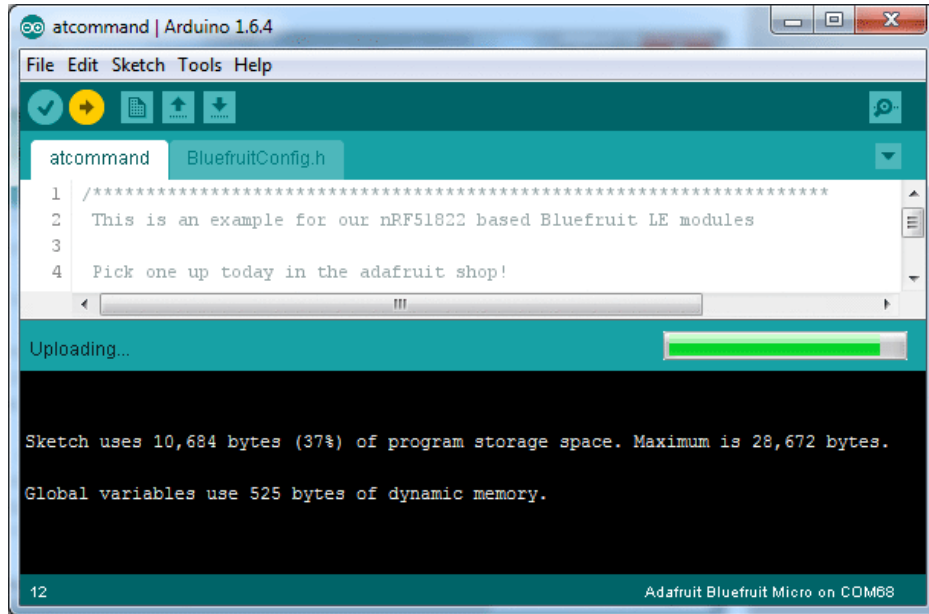 atcommand | Arduino 1.6.4
File Edit Sketch Tools Help
atcommand BluefruitConfig.h
1 /*********************************************************************
2 This is an example for our nRF51822 based Bluefruit LE modules
3
4 Pick one up today in the adafruit shop!
Uploading...
Sketch uses 10,684 bytes (37%) of program storage space. Maximum is 28,672 bytes.
Global variables use 525 bytes of dynamic memory.
12 Adafruit Bluefruit Micro on COM68